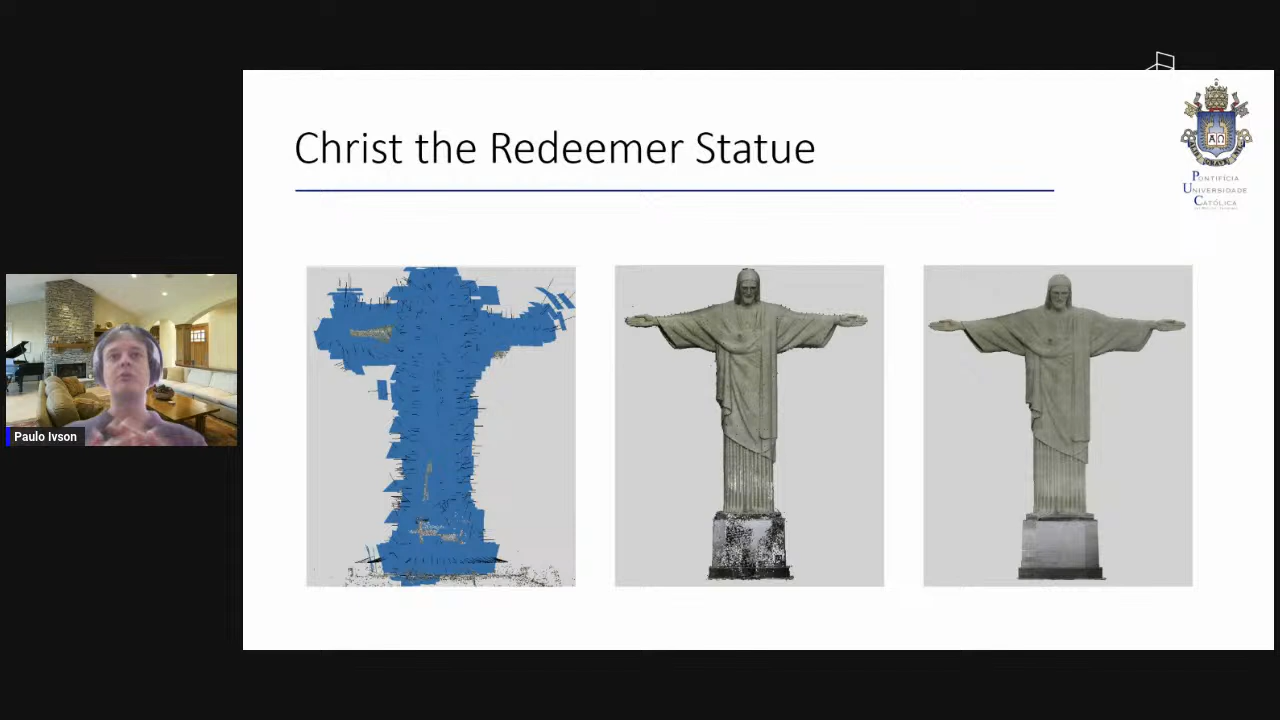 Christ the Redeemer Statue
PONTIFÍCIA
UNIVERSIDADE
CATÓLICA
Paulo Ivson